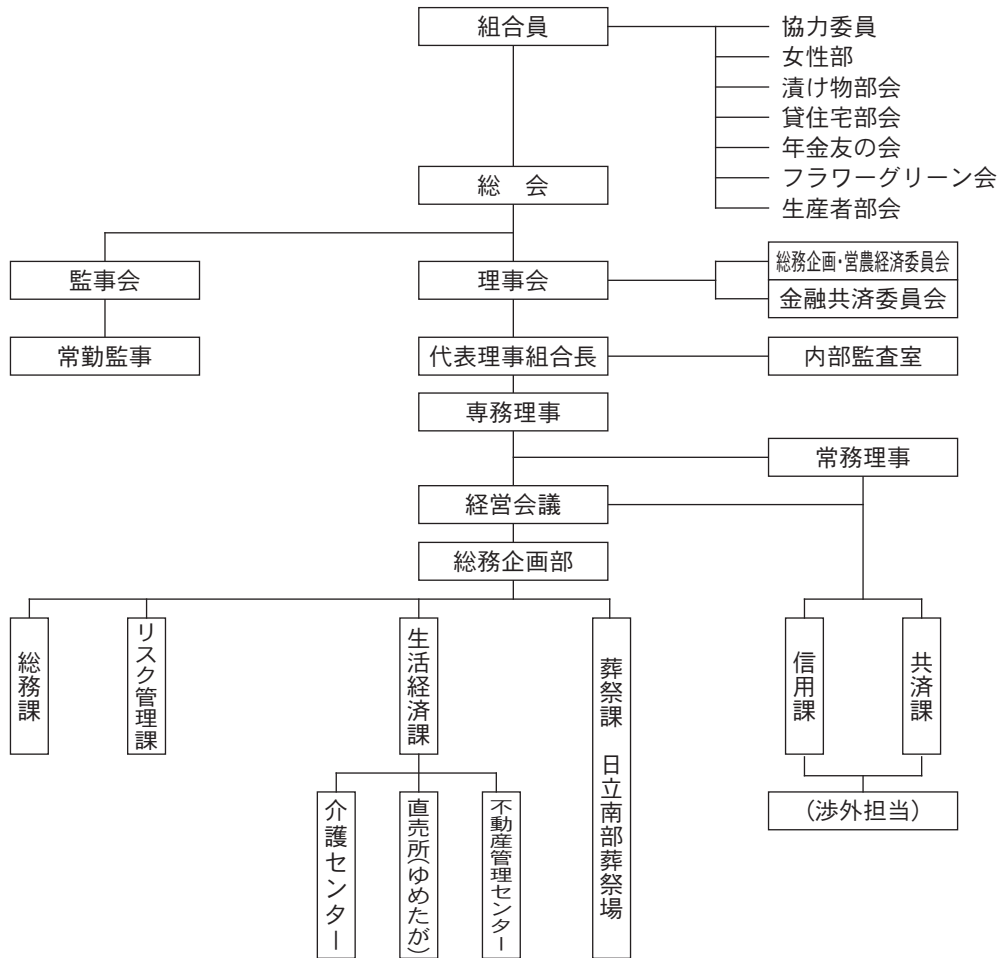 組合員
協力委員
女性部
漬け物部会
貸住宅部会
年金友の会
フラワーグリーン会
生産者部会
総　会
監事会
理事会
総務企画・営農経済委員会
金融共済委員会
常勤監事
代表理事組合長
内部監査室
専務理事
常務理事
経営会議
総務企画部
総務課
リスク管理課
生活経済課
葬祭課　日立南部葬祭場
信用課
共済課
介護センター
直売所(ゆめたが)
不動産管理センター
(渉外担当)